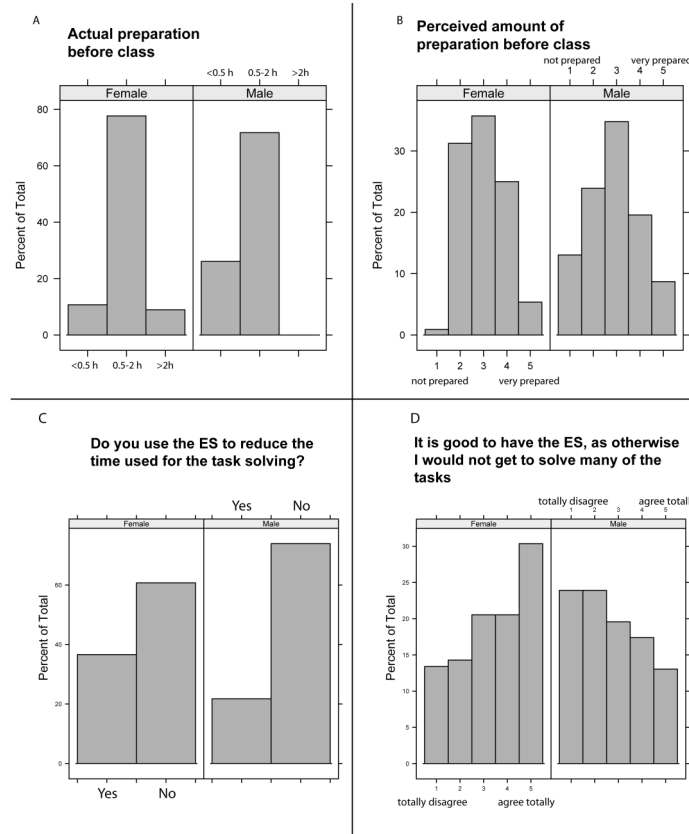 A
Actual preparation
before class
<0.5 h 0.5-2 h >2h
Female Male
Percent of Total
80
60
40
20
0
<0.5 h 0.5-2 h >2h
B
Perceived amount of
preparation before class
not prepared very prepared
1 2 3 4 5
Female Male
Percent of Total
30
20
10
0
1 2 3 4 5
not prepared very prepared
C
Do you use the ES to reduce the
time used for the task solving?
Yes No
Female Male
Percent of Total
60
40
20
0
Yes No
D
It is good to have the ES, as otherwise
I would not get to solve many of the
tasks
totally disagree agree totally
1 2 3 4 5
Female Male
Percent of Total
30
25
20
15
10
5
0
1 2 3 4 5
totally disagree agree totally